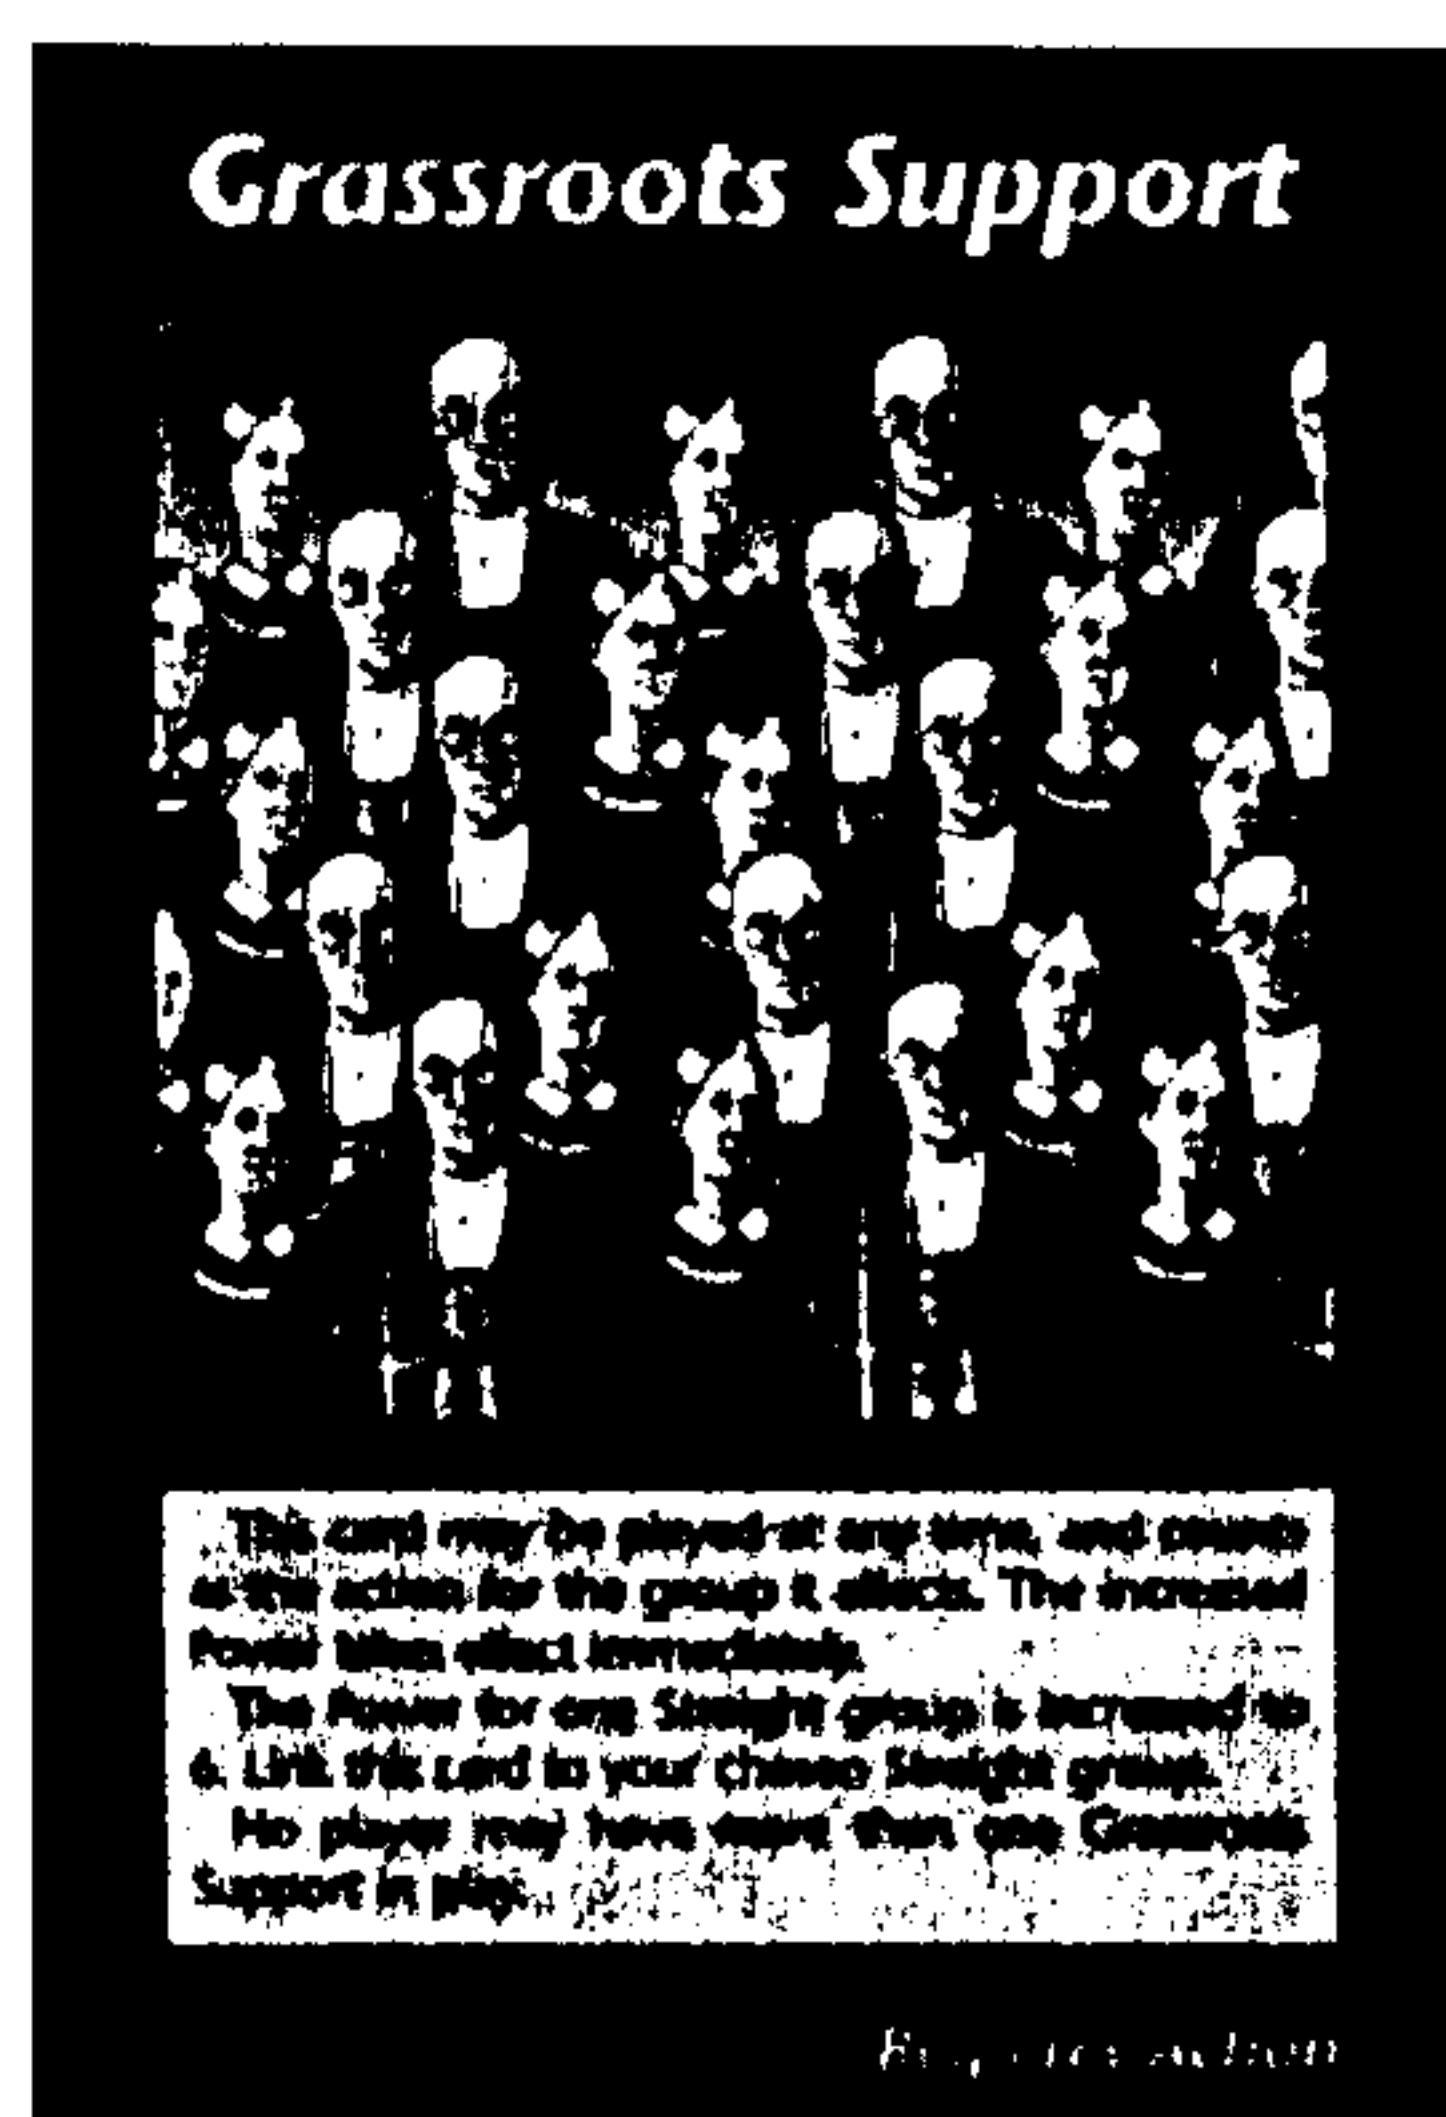 Grassroots Support
This card may be played at any time, and counts
as the action for the group it affects. The increased
Power takes effect immediately.
The Power for one Straight group is increased to
6. Link this card to your chosen Straight group.
No player may have more than one Grassroots
Support in play.